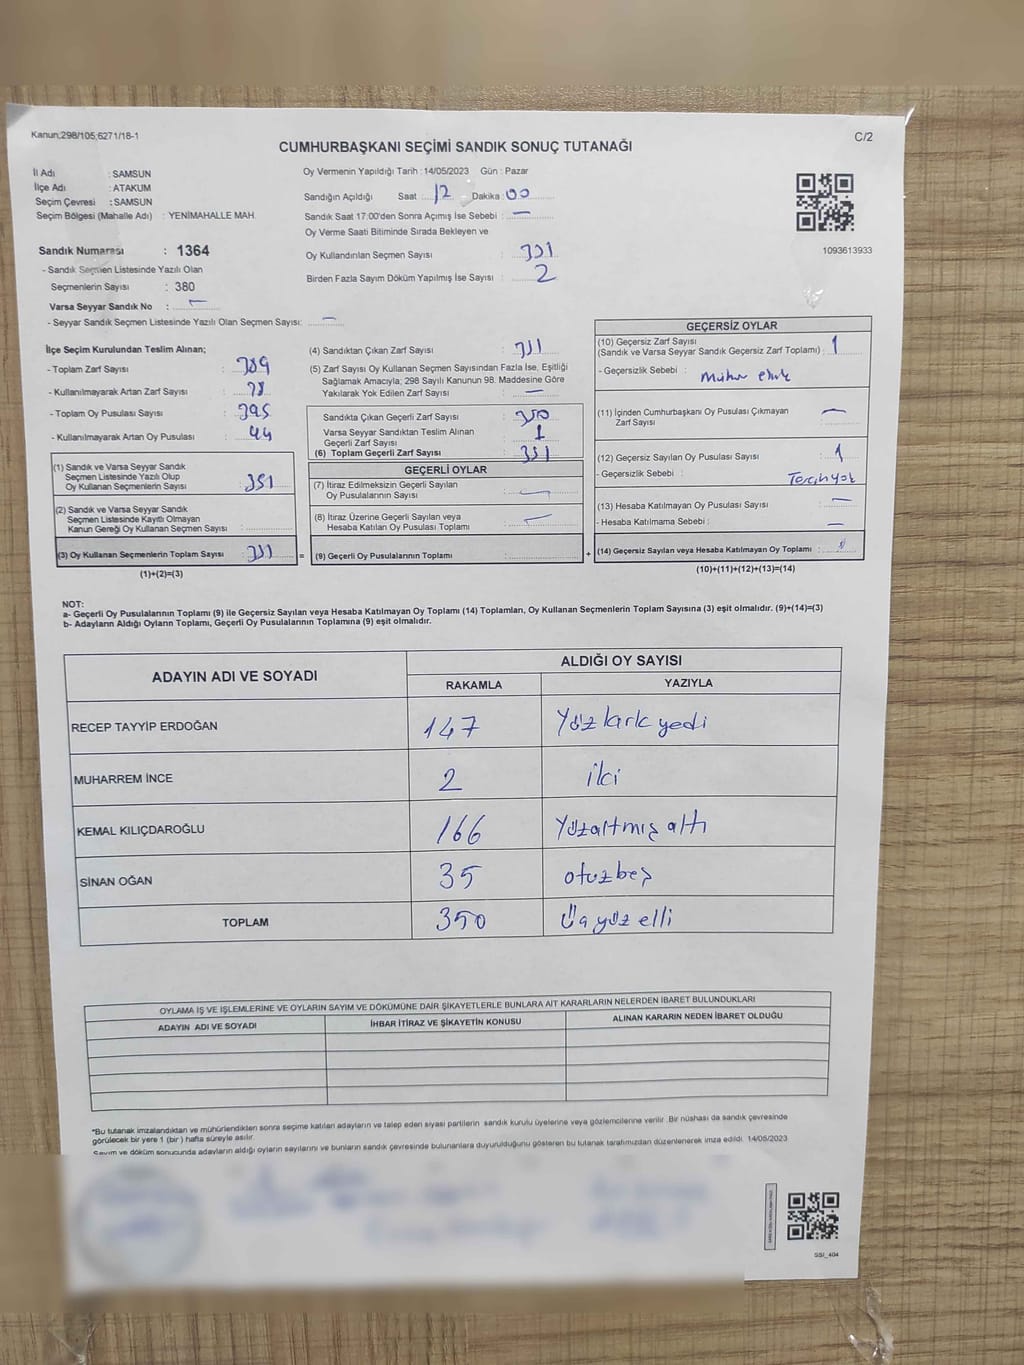 Kanun;298/105;6271/18-1
C/2
CUMHURBAŞKANI SEÇİMİ SANDIK SONUÇ TUTANAĞI
İl Adı : SAMSUN
İlçe Adı : ATAKUM
Seçim Çevresi : SAMSUN
Seçim Bölgesi (Mahalle Adı) : YENİMAHALLE MAH.
Sandık Numarası : 1364
- Sandık Seçmen Listesinde Yazılı Olan
Seçmenlerin Sayısı : 380
Varsa Seyyar Sandık No : –
- Seyyar Sandık Seçmen Listesinde Yazılı Olan Seçmen Sayısı: –
Oy Vermenin Yapıldığı Tarih : 14/05/2023 Gün : Pazar
Sandığın Açıldığı Saat 12 Dakika : 00
Sandık Saat 17:00'den Sonra Açımış İse Sebebi : –
Oy Verme Saati Bitiminde Sırada Bekleyen ve
Oy Kullandırılan Seçmen Sayısı : 351
Birden Fazla Sayım Döküm Yapılmış İse Sayısı : 2
1093613933
İlçe Seçim Kurulundan Teslim Alınan;
- Toplam Zarf Sayısı : 389
- Kullanılmayarak Artan Zarf Sayısı : 38
- Toplam Oy Pusulası Sayısı : 395
- Kullanılmayarak Artan Oy Pusulası : 44
(1) Sandık ve Varsa Seyyar Sandık
Seçmen Listesinde Yazılı Olup
Oy Kullanan Seçmenlerin Sayısı : 351
(2) Sandık ve Varsa Seyyar Sandık
Seçmen Listesinde Kayıtlı Olmayan
Kanun Gereği Oy Kullanan Seçmen Sayısı :
(3) Oy Kullanan Seçmenlerin Toplam Sayısı : 351
(1)+(2)=(3)
=
(4) Sandıktan Çıkan Zarf Sayısı : 351
(5) Zarf Sayısı Oy Kullanan Seçmen Sayısından Fazla İse, Eşitliği
Sağlamak Amacıyla; 298 Sayılı Kanunun 98. Maddesine Göre
Yakılarak Yok Edilen Zarf Sayısı : –
Sandıkta Çıkan Geçerli Zarf Sayısı : 350
Varsa Seyyar Sandıktan Teslim Alınan
Geçerli Zarf Sayısı : 1
(6) Toplam Geçerli Zarf Sayısı : 351
GEÇERLİ OYLAR
(7) İtiraz Edilmeksizin Geçerli Sayılan
Oy Pusulalarının Sayısı : –
(8) İtiraz Üzerine Geçerli Sayılan veya
Hesaba Katılan Oy Pusulası Toplamı : –
(9) Geçerli Oy Pusulalarının Toplamı :
+
GEÇERSİZ OYLAR
(10) Geçersiz Zarf Sayısı
(Sandık ve Varsa Seyyar Sandık Geçersiz Zarf Toplamı) : 1
- Geçersizlik Sebebi :
(11) İçinden Cumhurbaşkanı Oy Pusulası Çıkmayan
Zarf Sayısı : –
(12) Geçersiz Sayılan Oy Pusulası Sayısı : 1
- Geçersizlik Sebebi : Tercih yok
(13) Hesaba Katılmayan Oy Pusulası Sayısı : –
- Hesaba Katılmama Sebebi : –
(14) Geçersiz Sayılan veya Hesaba Katılmayan Oy Toplamı :
(10)+(11)+(12)+(13)=(14)
NOT:
a- Geçerli Oy Pusulalarının Toplamı (9) ile Geçersiz Sayılan veya Hesaba Katılmayan Oy Toplamı (14) Toplamları, Oy Kullanan Seçmenlerin Toplam Sayısına (3) eşit olmalıdır. (9)+(14)=(3)
b- Adayların Aldığı Oyların Toplamı, Geçerli Oy Pusulalarının Toplamına (9) eşit olmalıdır.
ADAYIN ADI VE SOYADI
ALDIĞI OY SAYISI
RAKAMLA YAZIYLA
RECEP TAYYİP ERDOĞAN 147 Yüz kırk yedi
MUHARREM İNCE 2 iki
KEMAL KILIÇDAROĞLU 166 Yüzaltmış altı
SİNAN OĞAN 35 otuzbeş
TOPLAM 350 Üç yüz elli
OYLAMA İŞ VE İŞLEMLERİNE VE OYLARIN SAYIM VE DÖKÜMÜNE DAİR ŞİKAYETLERLE BUNLARA AİT KARARLARIN NELERDEN İBARET BULUNDUKLARI
ADAYIN ADI VE SOYADI İHBAR İTİRAZ VE ŞİKAYETİN KONUSU ALINAN KARARIN NEDEN İBARET OLDUĞU
*Bu tutanak imzalandıktan ve mühürlendikten sonra seçime katılan adayların ve talep eden siyasi partilerin sandık kurulu üyelerine veya gözlemcilerine verilir. Bir nüshası da sandık çevresinde
görülecek bir yere 1 (bir) hafta süreyle asılır.
Sayım ve döküm sonucunda adayların aldığı oyların sayılarını ve bunların sandık çevresinde bulunanlara duyurulduğunu gösteren bu tutanak tarafımızdan düzenlenerek imza edildi. 14/05/2023
SSI_404